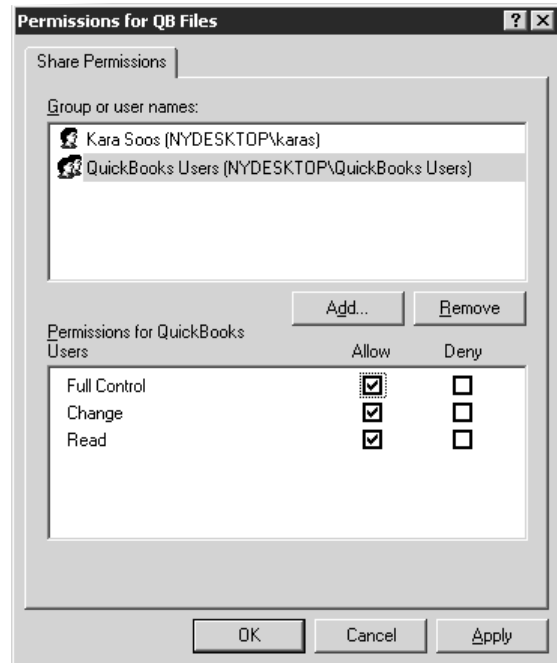 Permissions for QB Files
Share Permissions
Group or user names:
Kara Soos (NYDESKTOP\karas)
QuickBooks Users (NYDESKTOP\QuickBooks Users)
Add... Remove
Permissions for QuickBooks
Users Allow Deny
Full Control
Change
Read
OK Cancel Apply